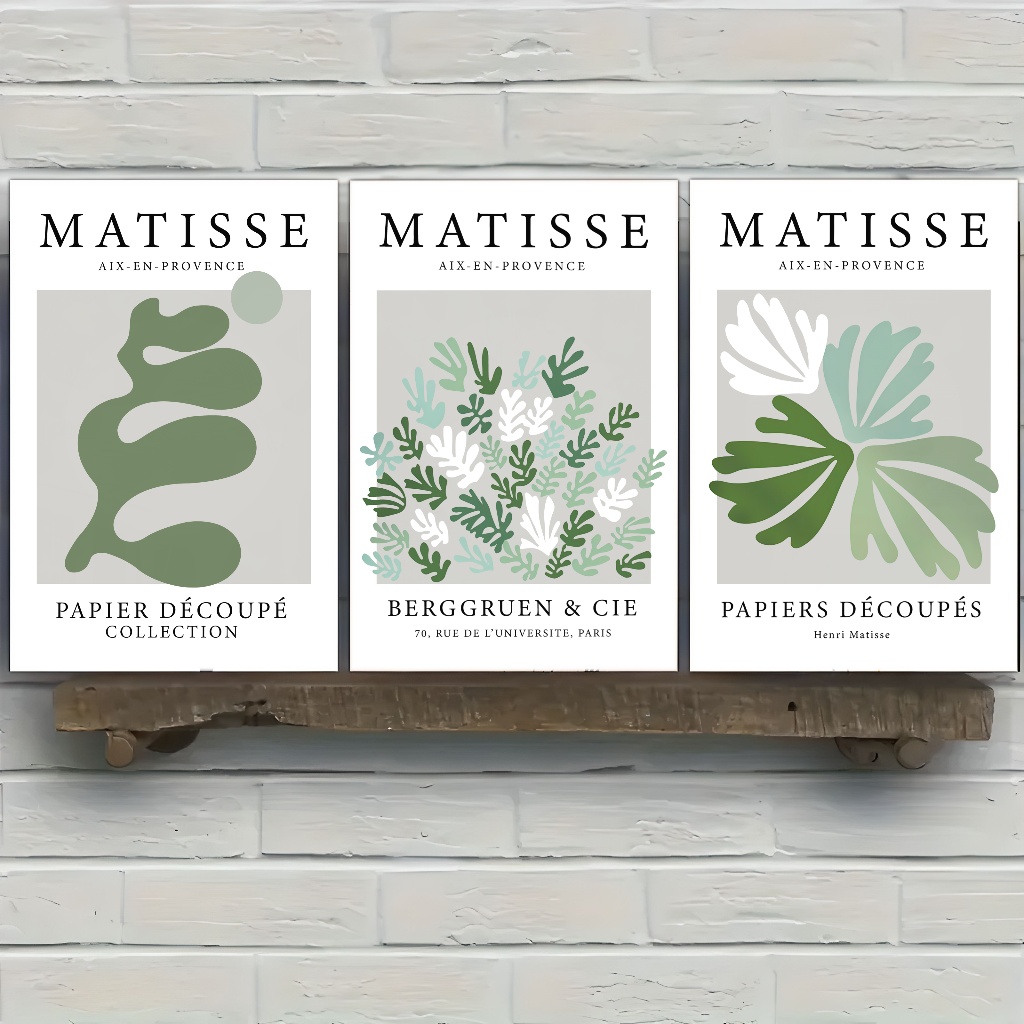 MATISSE
AIX-EN-PROVENCE
PAPIER DÉCOUPÉ
COLLECTION
MATISSE
AIX-EN-PROVENCE
BERGGRUEN & CIE
70, RUE DE L'UNIVERSITE, PARIS
MATISSE
AIX-EN-PROVENCE
PAPIERS DÉCOUPÉS
Henri Matisse